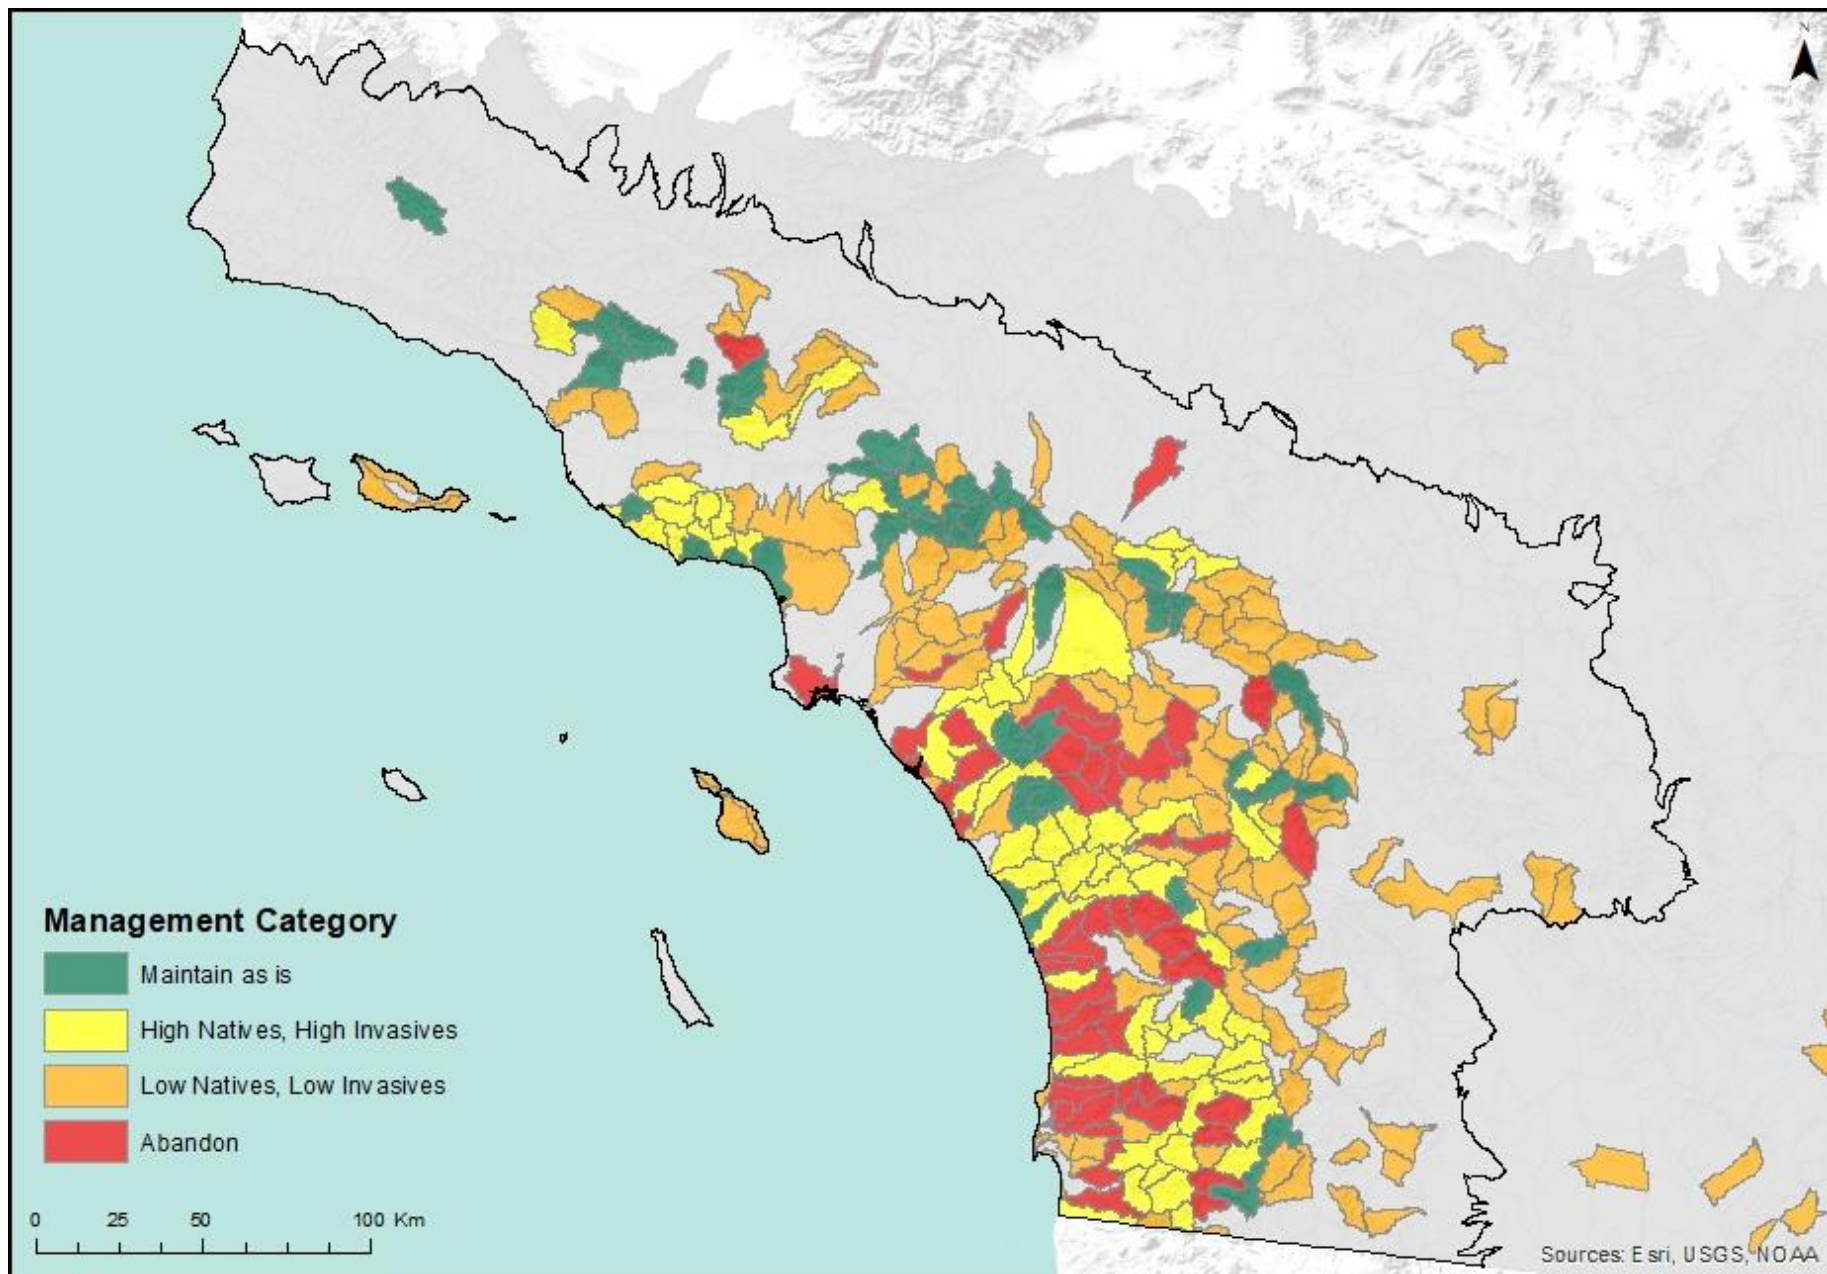 N
Management Category
Maintain as is
High Natives, High Invasives
Low Natives, Low Invasives
Abandon
0 25 50 100 Km
Sources: Esri, USGS, NOAA